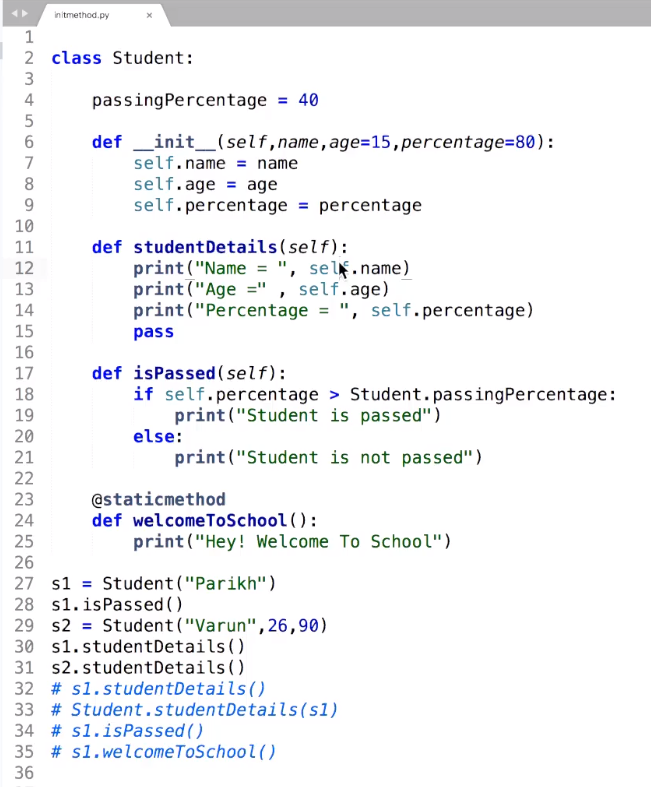 initmethod.py ×
1
2 class Student:
3
4     passingPercentage = 40
5
6     def __init__(self,name,age=15,percentage=80):
7         self.name = name
8         self.age = age
9         self.percentage = percentage
10
11     def studentDetails(self):
12         print("Name = ", self.name)
13         print("Age =" , self.age)
14         print("Percentage = ", self.percentage)
15         pass
16
17     def isPassed(self):
18         if self.percentage > Student.passingPercentage:
19             print("Student is passed")
20         else:
21             print("Student is not passed")
22
23     @staticmethod
24     def welcomeToSchool():
25         print("Hey! Welcome To School")
26
27 s1 = Student("Parikh")
28 s1.isPassed()
29 s2 = Student("Varun",26,90)
30 s1.studentDetails()
31 s2.studentDetails()
32 # s1.studentDetails()
33 # Student.studentDetails(s1)
34 # s1.isPassed()
35 # s1.welcomeToSchool()
36